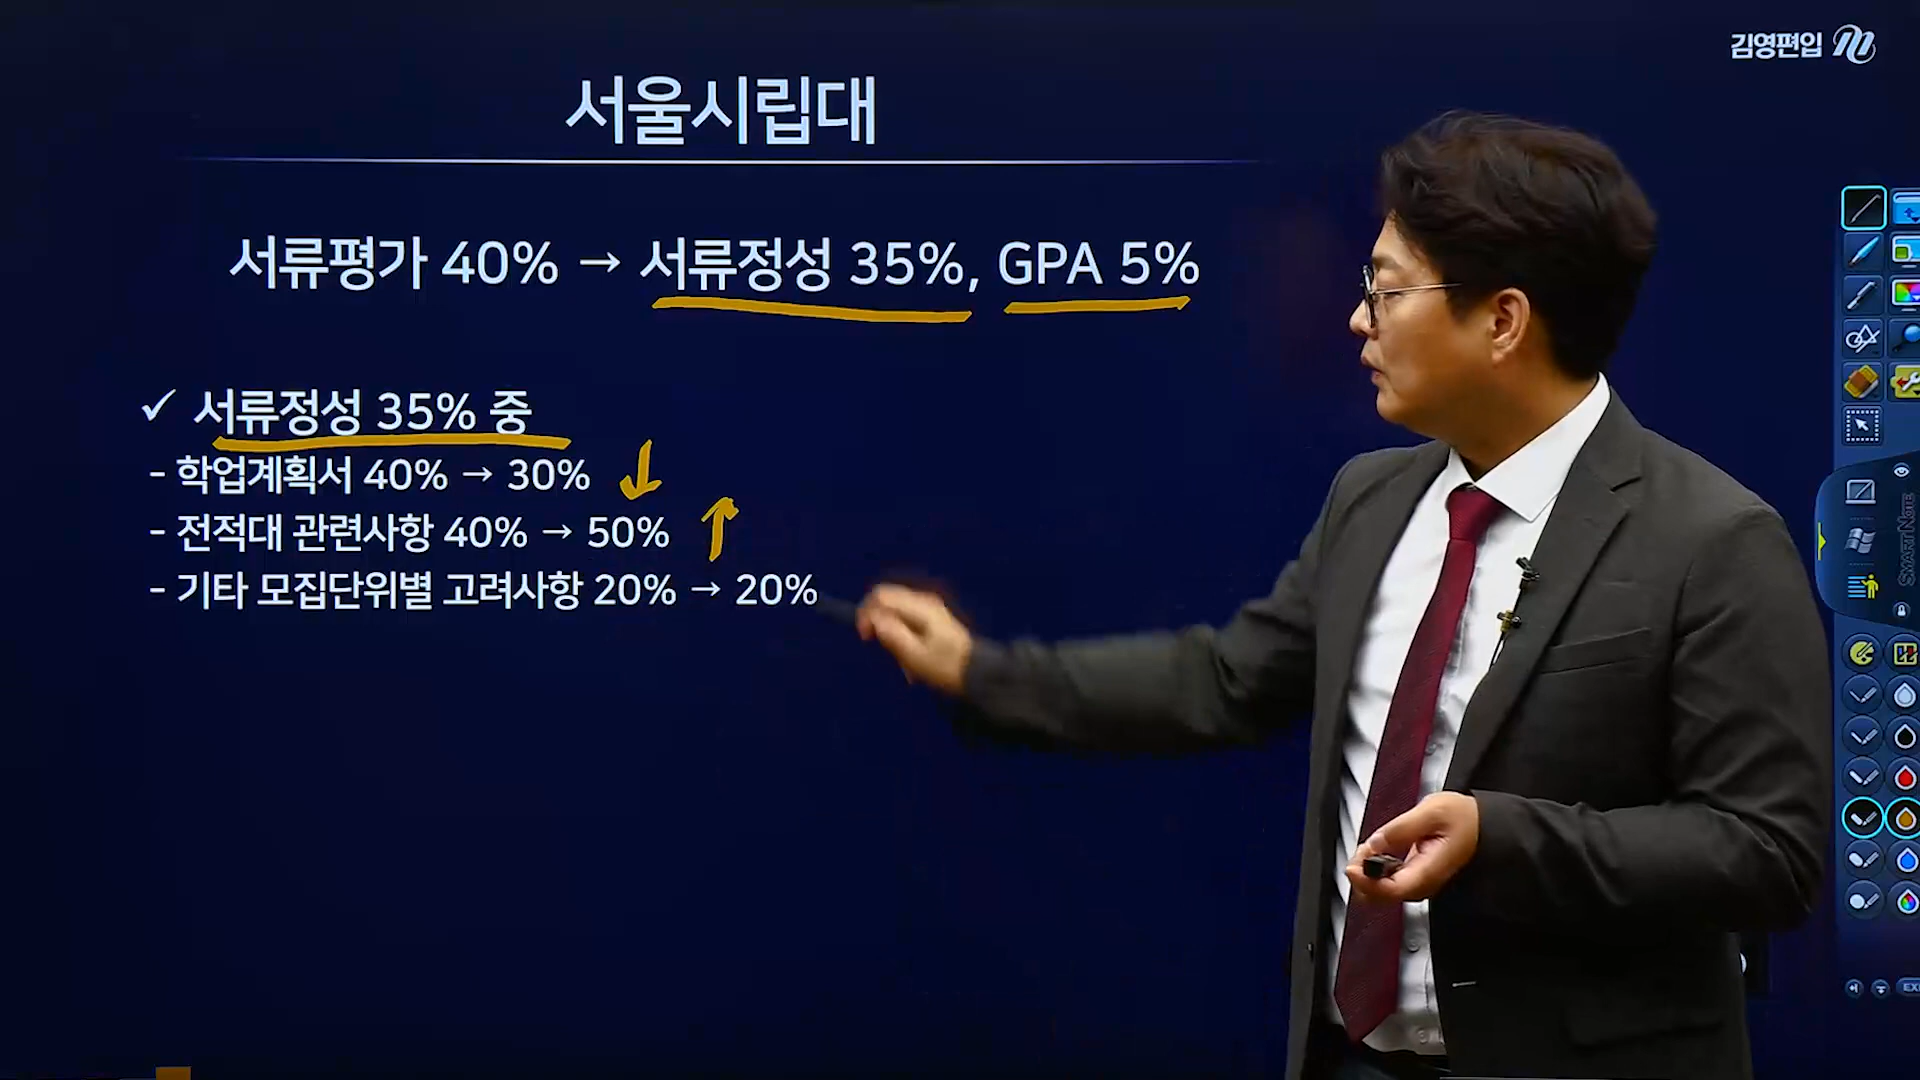 김영편입
서울시립대
서류평가 40% → 서류정성 35%, GPA 5%
✓ 서류정성 35% 중
- 학업계획서 40% → 30%
- 전적대 관련사항 40% → 50%
- 기타 모집단위별 고려사항 20% → 20%
SMART NOTE